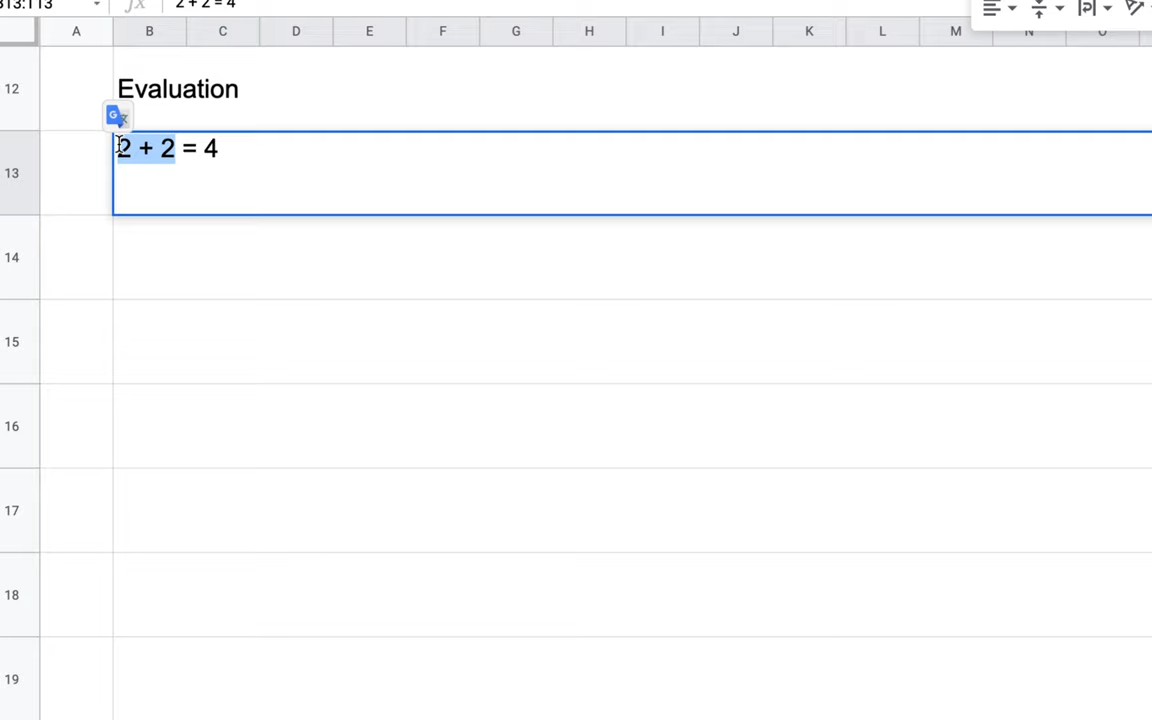 2 + 2 = 4
A B C D E F G H I J K L M N O
12 Evaluation
13 2 + 2 = 4
14
15
16
17
18
19